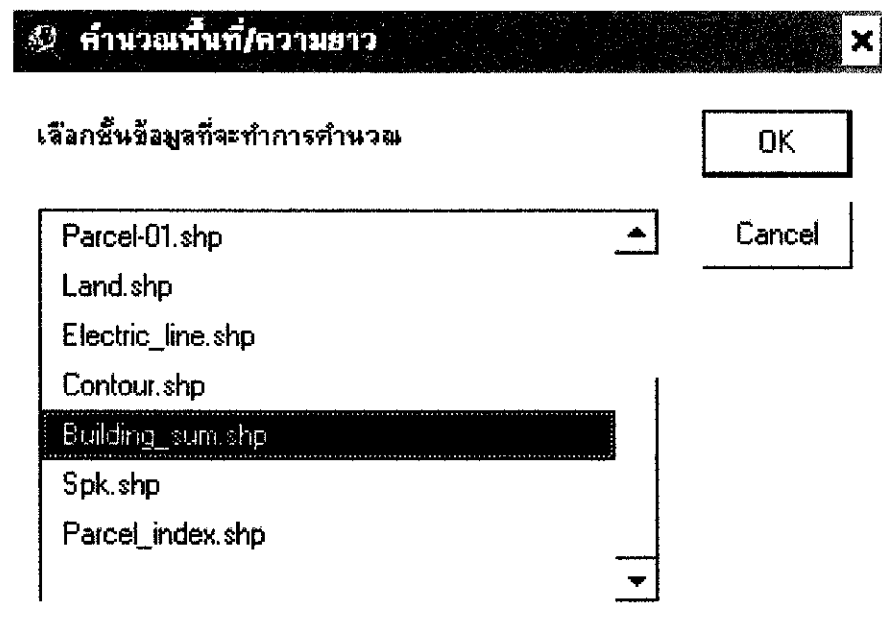 คำนวณพื้นที่/ความยาว
เลือกชั้นข้อมูลที่จะทำการคำนวณ
OK
Parcel-01.shp
Cancel
Land.shp
Electric_line.shp
Contour.shp
Building_sum.shp
Spk.shp
Parcel_index.shp